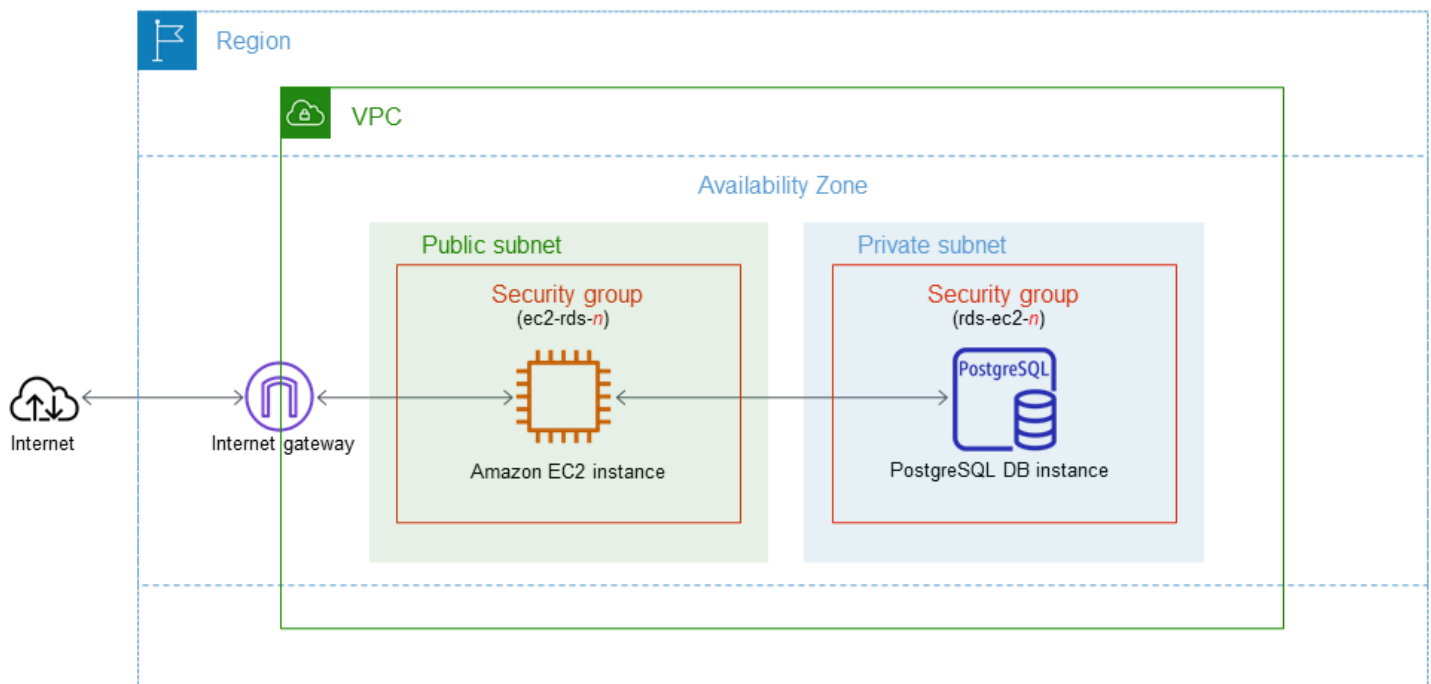 Region
VPC
Availability Zone
Public subnet
Security group
(ec2-rds-n)
Amazon EC2 instance
Private subnet
Security group
(rds-ec2-n)
PostgreSQL
PostgreSQL DB instance
Internet
Internet gateway